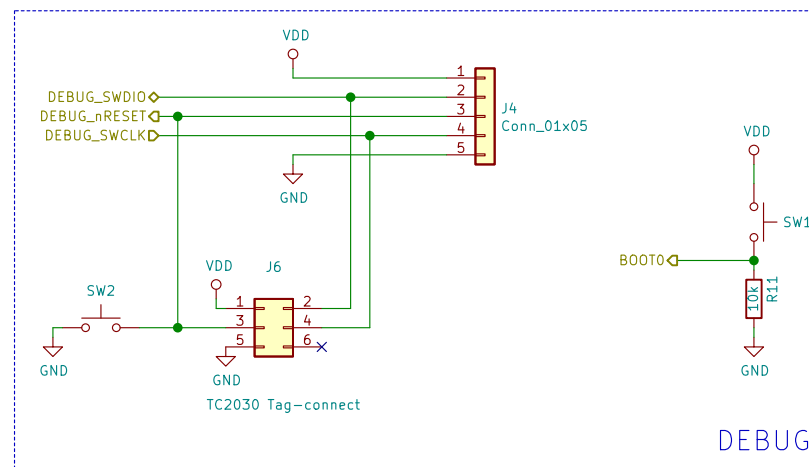 VDD
DEBUG_SWDIO
DEBUG_nRESET
DEBUG_SWCLK
1
2
3
4
5
J4
Conn_01x05
GND
VDD
SW1
BOOT0
10k
R11
GND
VDD
J6
SW2
1
2
3
4
5
6
GND
GND
TC2030 Tag-connect
DEBUG